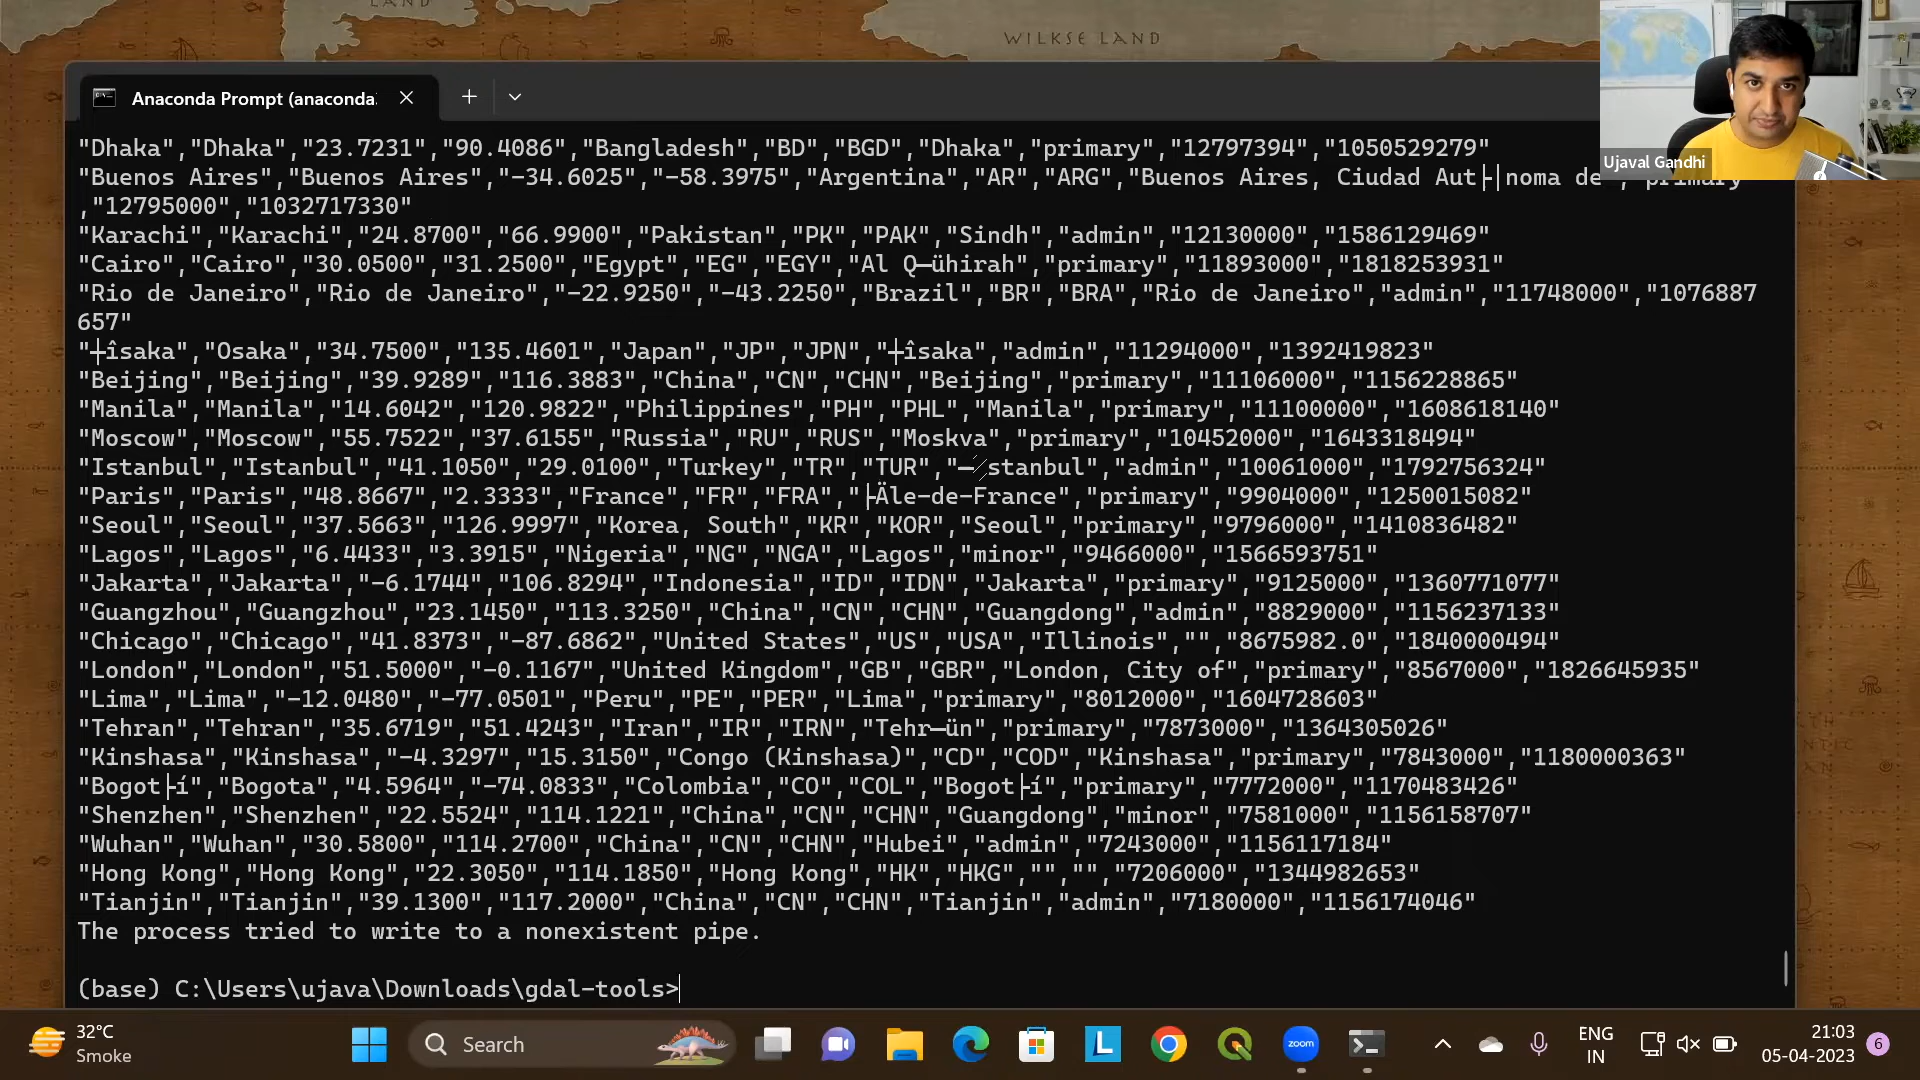 LAND
WILKSE LAND
Anaconda Prompt (anaconda:
Ujaval Gandhi
"Dhaka","Dhaka","23.7231","90.4086","Bangladesh","BD","BGD","Dhaka","primary","12797394","1050529279"
"Buenos Aires","Buenos Aires","-34.6025","-58.3975","Argentina","AR","ARG","Buenos Aires, Ciudad Aut├│noma de","primary"
,"12795000","1032717330"
"Karachi","Karachi","24.8700","66.9900","Pakistan","PK","PAK","Sindh","admin","12130000","1586129469"
"Cairo","Cairo","30.0500","31.2500","Egypt","EG","EGY","Al Q─ühirah","primary","11893000","1818253931"
"Rio de Janeiro","Rio de Janeiro","-22.9250","-43.2250","Brazil","BR","BRA","Rio de Janeiro","admin","11748000","1076887
657"
"┼îsaka","Osaka","34.7500","135.4601","Japan","JP","JPN","┼îsaka","admin","11294000","1392419823"
"Beijing","Beijing","39.9289","116.3883","China","CN","CHN","Beijing","primary","11106000","1156228865"
"Manila","Manila","14.6042","120.9822","Philippines","PH","PHL","Manila","primary","11100000","1608618140"
"Moscow","Moscow","55.7522","37.6155","Russia","RU","RUS","Moskva","primary","10452000","1643318494"
"Istanbul","Istanbul","41.1050","29.0100","Turkey","TR","TUR","─░stanbul","admin","10061000","1792756324"
"Paris","Paris","48.8667","2.3333","France","FR","FRA","├Äle-de-France","primary","9904000","1250015082"
"Seoul","Seoul","37.5663","126.9997","Korea, South","KR","KOR","Seoul","primary","9796000","1410836482"
"Lagos","Lagos","6.4433","3.3915","Nigeria","NG","NGA","Lagos","minor","9466000","1566593751"
"Jakarta","Jakarta","-6.1744","106.8294","Indonesia","ID","IDN","Jakarta","primary","9125000","1360771077"
"Guangzhou","Guangzhou","23.1450","113.3250","China","CN","CHN","Guangdong","admin","8829000","1156237133"
"Chicago","Chicago","41.8373","-87.6862","United States","US","USA","Illinois","","8675982.0","1840000494"
"London","London","51.5000","-0.1167","United Kingdom","GB","GBR","London, City of","primary","8567000","1826645935"
"Lima","Lima","-12.0480","-77.0501","Peru","PE","PER","Lima","primary","8012000","1604728603"
"Tehran","Tehran","35.6719","51.4243","Iran","IR","IRN","Tehr─ün","primary","7873000","1364305026"
"Kinshasa","Kinshasa","-4.3297","15.3150","Congo (Kinshasa)","CD","COD","Kinshasa","primary","7843000","1180000363"
"Bogot├í","Bogota","4.5964","-74.0833","Colombia","CO","COL","Bogot├í","primary","7772000","1170483426"
"Shenzhen","Shenzhen","22.5524","114.1221","China","CN","CHN","Guangdong","minor","7581000","1156158707"
"Wuhan","Wuhan","30.5800","114.2700","China","CN","CHN","Hubei","admin","7243000","1156117184"
"Hong Kong","Hong Kong","22.3050","114.1850","Hong Kong","HK","HKG","","","7206000","1344982653"
"Tianjin","Tianjin","39.1300","117.2000","China","CN","CHN","Tianjin","admin","7180000","1156174046"
The process tried to write to a nonexistent pipe.
(base) C:\Users\ujava\Downloads\gdal-tools>
32°C
Smoke
Search
L
zoom
ENG
IN
21:03
05-04-2023
6